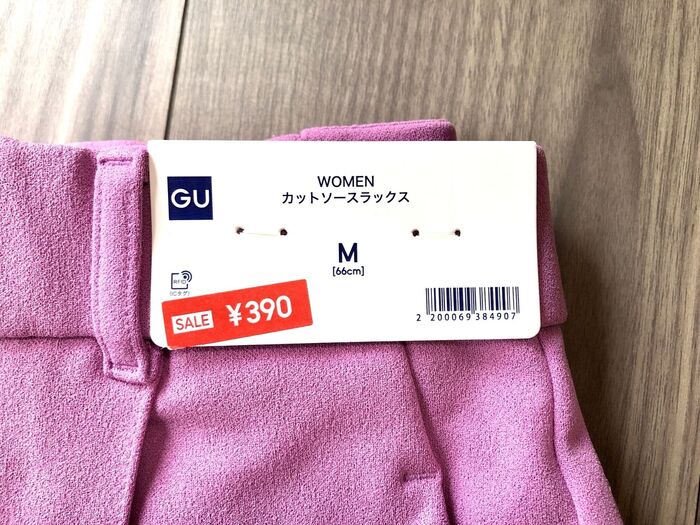 GU
WOMEN
カットソースラックス
M
[66cm]
RFID
(ICタグ)
SALE ¥390
2 200069 384907